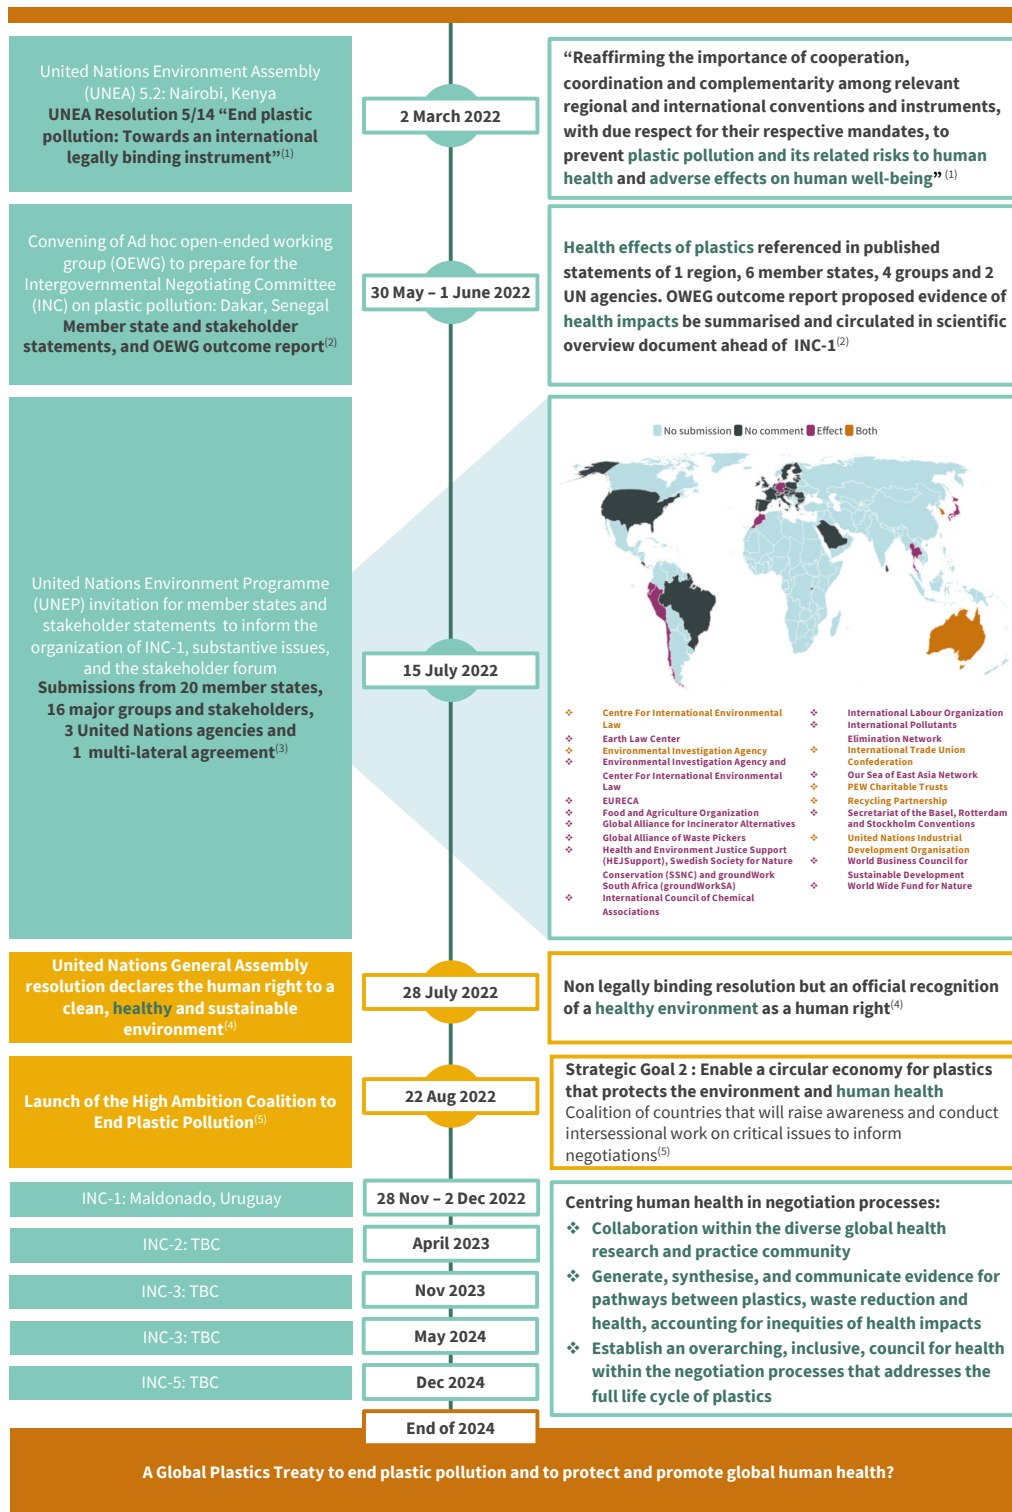 United Nations Environment Assembly
(UNEA) 5.2: Nairobi, Kenya
UNEA Resolution 5/14 “End plastic
pollution: Towards an international
legally binding instrument”(1)
2 March 2022
“Reaffirming the importance of cooperation,
coordination and complementarity among relevant
regional and international conventions and instruments,
with due respect for their respective mandates, to
prevent plastic pollution and its related risks to human
health and adverse effects on human well-being” (1)
Convening of Ad hoc open-ended working
group (OEWG) to prepare for the
Intergovernmental Negotiating Committee
(INC) on plastic pollution: Dakar, Senegal
Member state and stakeholder
statements, and OEWG outcome report(2)
30 May – 1 June 2022
Health effects of plastics referenced in published
statements of 1 region, 6 member states, 4 groups and 2
UN agencies. OWEG outcome report proposed evidence of
health impacts be summarised and circulated in scientific
overview document ahead of INC-1(2)
United Nations Environment Programme
(UNEP) invitation for member states and
stakeholder statements to inform the
organization of INC-1, substantive issues,
and the stakeholder forum
Submissions from 20 member states,
16 major groups and stakeholders,
3 United Nations agencies and
1 multi-lateral agreement(3)
15 July 2022
No submission No comment Effect Both
❖ Centre For International Environmental
Law
❖ Earth Law Center
❖ Environmental Investigation Agency
❖ Environmental Investigation Agency and
Center For International Environmental
Law
❖ EURECA
❖ Food and Agriculture Organization
❖ Global Alliance for Incinerator Alternatives
❖ Global Alliance of Waste Pickers
❖ Health and Environment Justice Support
(HEJSupport), Swedish Society for Nature
Conservation (SSNC) and groundWork
South Africa (groundWorkSA)
❖ International Council of Chemical
Associations
❖ International Labour Organization
❖ International Pollutants
Elimination Network
❖ International Trade Union
Confederation
❖ Our Sea of East Asia Network
❖ PEW Charitable Trusts
❖ Recycling Partnership
❖ Secretariat of the Basel, Rotterdam
and Stockholm Conventions
❖ United Nations Industrial
Development Organisation
❖ World Business Council for
Sustainable Development
❖ World Wide Fund for Nature
United Nations General Assembly
resolution declares the human right to a
clean, healthy and sustainable
environment(4)
28 July 2022
Non legally binding resolution but an official recognition
of a healthy environment as a human right(4)
Launch of the High Ambition Coalition to
End Plastic Pollution(5)
22 Aug 2022
Strategic Goal 2 : Enable a circular economy for plastics
that protects the environment and human health
Coalition of countries that will raise awareness and conduct
intersessional work on critical issues to inform
negotiations(5)
INC-1: Maldonado, Uruguay
28 Nov – 2 Dec 2022
INC-2: TBC
April 2023
INC-3: TBC
Nov 2023
INC-3: TBC
May 2024
INC-5: TBC
Dec 2024
Centring human health in negotiation processes:
❖ Collaboration within the diverse global health
research and practice community
❖ Generate, synthesise, and communicate evidence for
pathways between plastics, waste reduction and
health, accounting for inequities of health impacts
❖ Establish an overarching, inclusive, council for health
within the negotiation processes that addresses the
full life cycle of plastics
End of 2024
A Global Plastics Treaty to end plastic pollution and to protect and promote global human health?